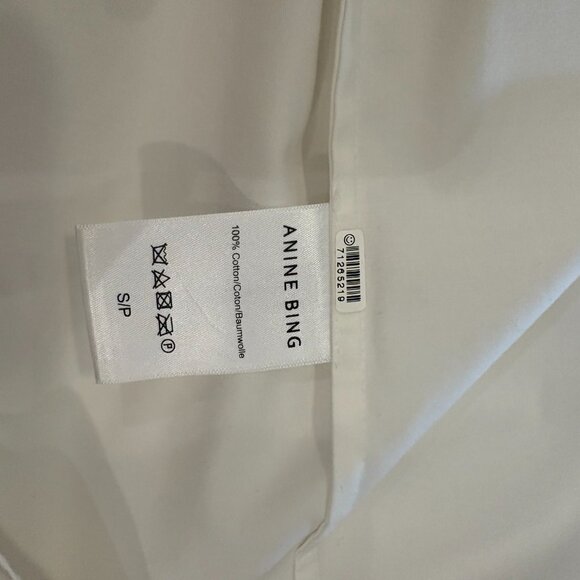 ANINE BING
100% Cotton/Coton/Baumwolle
P
S/P
71265219